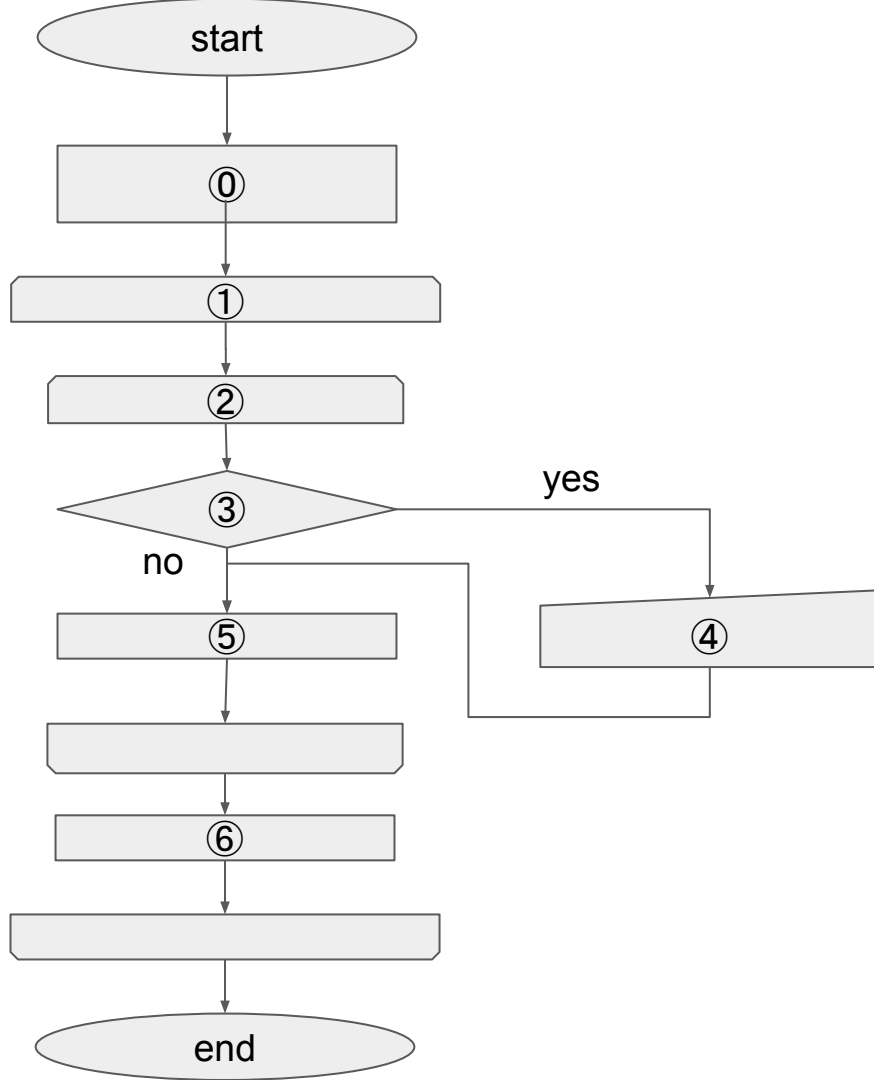 start
⓪
①
②
yes
③
no
⑤
④
⑥
end